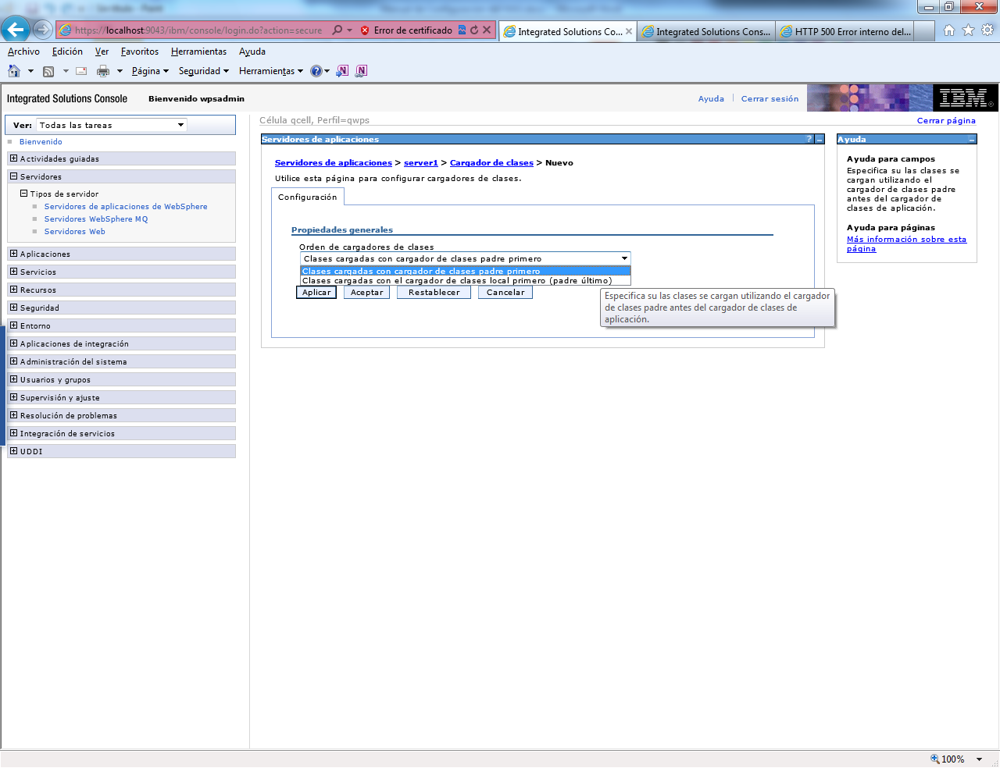 https://localhost:9043/ibm/console/login.do?action=secure
Error de certificado
Integrated Solutions Co...
Integrated Solutions Cons...
HTTP 500 Error interno del...
Archivo Edición Ver Favoritos Herramientas Ayuda
Página Seguridad Herramientas
Integrated Solutions Console Bienvenido wpsadmin
Ayuda Cerrar sesión
IBM
Ver: Todas las tareas
Bienvenido
Actividades guiadas
Servidores
Tipos de servidor
Servidores de aplicaciones de WebSphere
Servidores WebSphere MQ
Servidores Web
Aplicaciones
Servicios
Recursos
Seguridad
Entorno
Aplicaciones de integración
Administración del sistema
Usuarios y grupos
Supervisión y ajuste
Resolución de problemas
Integración de servicios
UDDI
Célula qcell, Perfil=qwps
Cerrar página
Servidores de aplicaciones
Servidores de aplicaciones > server1 > Cargador de clases > Nuevo
Utilice esta página para configurar cargadores de clases.
Configuración
Propiedades generales
Orden de cargadores de clases
Clases cargadas con cargador de clases padre primero
Clases cargadas con cargador de clases padre primero
Clases cargadas con el cargador de clases local primero (padre último)
Aplicar Aceptar Restablecer Cancelar
Especifica su las clases se cargan utilizando el cargador
de clases padre antes del cargador de clases de
aplicación.
Ayuda
Ayuda para campos
Especifica su las clases se
cargan utilizando el
cargador de clases padre
antes del cargador de
clases de aplicación.
Ayuda para páginas
Más información sobre esta
página
100%